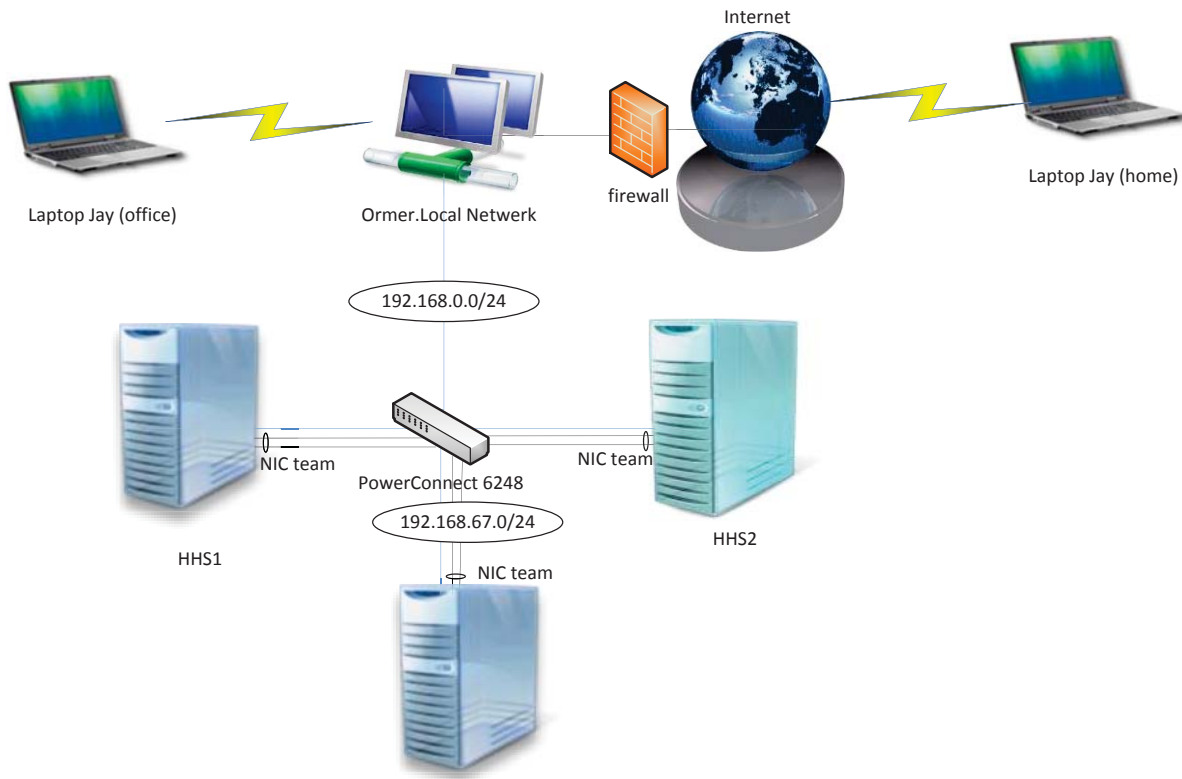 Internet
firewall
Laptop Jay (office)
Ormer.Local Netwerk
Laptop Jay (home)
192.168.0.0/24
NIC team
NIC team
PowerConnect 6248
192.168.67.0/24
HHS1
HHS2
NIC team